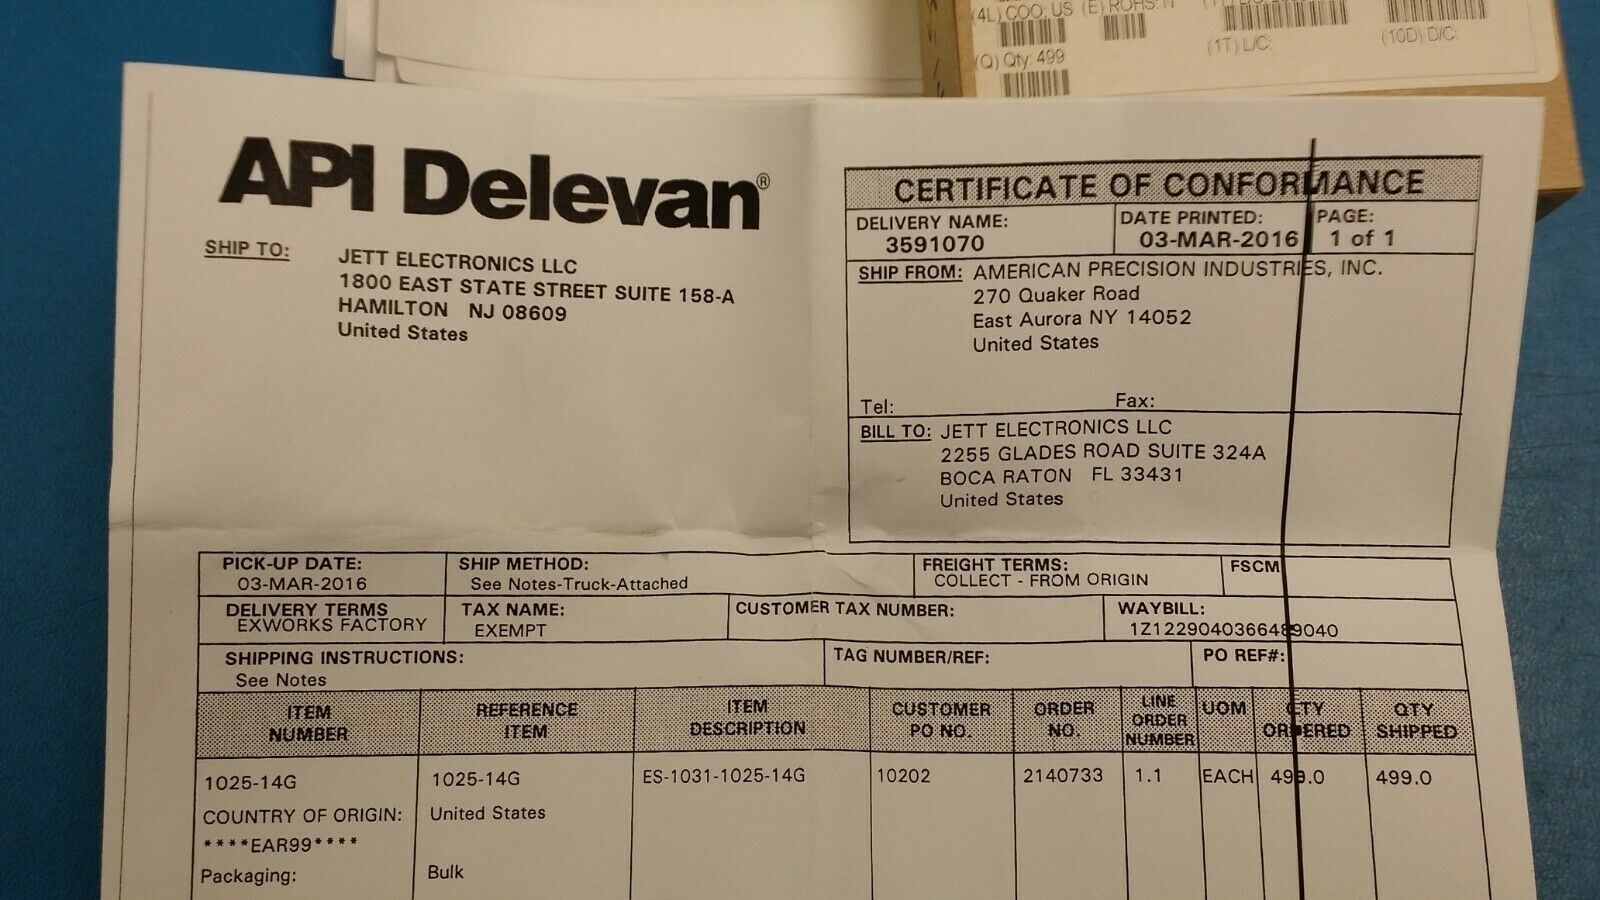 (4L) COO: US (E) ROHS: N
(Q) Qty: 499
(1T) L/C:
(10D) D/C:
API Delevan®
SHIP TO: JETT ELECTRONICS LLC
1800 EAST STATE STREET SUITE 158-A
HAMILTON NJ 08609
United States
CERTIFICATE OF CONFORMANCE
DELIVERY NAME: 3591070
DATE PRINTED: 03-MAR-2016
PAGE: 1 of 1
SHIP FROM: AMERICAN PRECISION INDUSTRIES, INC.
270 Quaker Road
East Aurora NY 14052
United States
Tel: Fax:
BILL TO: JETT ELECTRONICS LLC
2255 GLADES ROAD SUITE 324A
BOCA RATON FL 33431
United States
PICK-UP DATE: 03-MAR-2016
SHIP METHOD: See Notes-Truck-Attached
FREIGHT TERMS: COLLECT - FROM ORIGIN
FSCM
DELIVERY TERMS EXWORKS FACTORY
TAX NAME: EXEMPT
CUSTOMER TAX NUMBER:
WAYBILL: 1Z1229040366489040
SHIPPING INSTRUCTIONS: See Notes
TAG NUMBER/REF:
PO REF#:
ITEM NUMBER
REFERENCE ITEM
ITEM DESCRIPTION
CUSTOMER PO NO.
ORDER NO.
LINE ORDER NUMBER
UOM
QTY ORDERED
QTY SHIPPED
1025-14G 1025-14G ES-1031-1025-14G 10202 2140733 1.1 EACH 499.0 499.0
COUNTRY OF ORIGIN: United States
****EAR99****
Packaging: Bulk